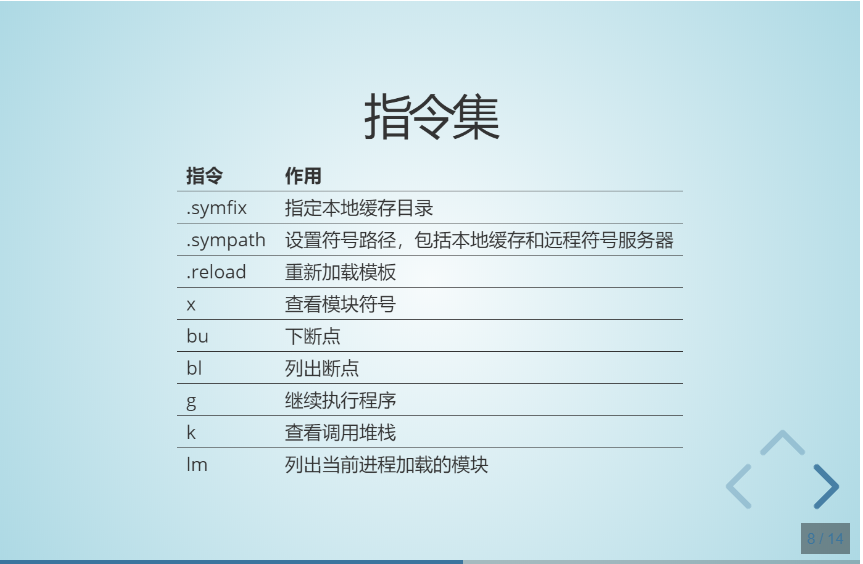 指令集
指令 作用
.symfix 指定本地缓存目录
.sympath 设置符号路径，包括本地缓存和远程符号服务器
.reload 重新加载模板
x 查看模块符号
bu 下断点
bl 列出断点
g 继续执行程序
k 查看调用堆栈
lm 列出当前进程加载的模块
8 / 14